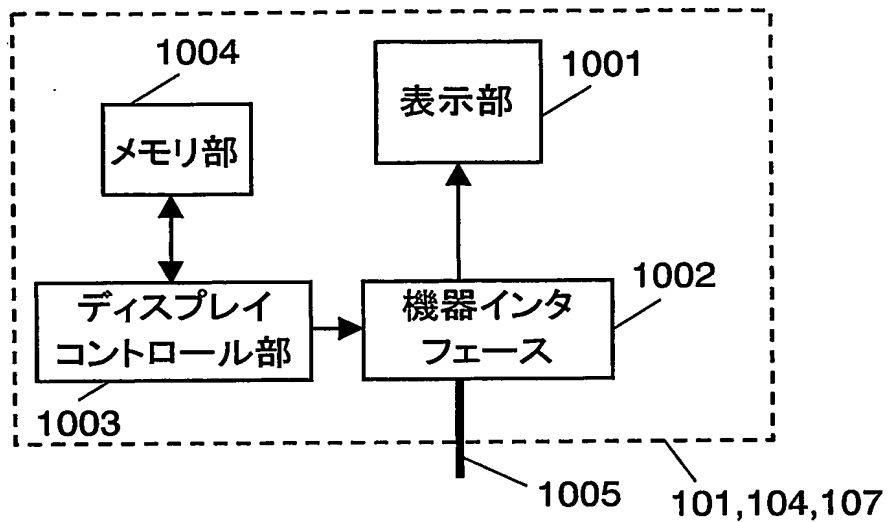 1004
1001
表示部
メモリ部
1002
ディスプレイ
コントロール部
機器インタ
フェース
1003
1005
101,104,107